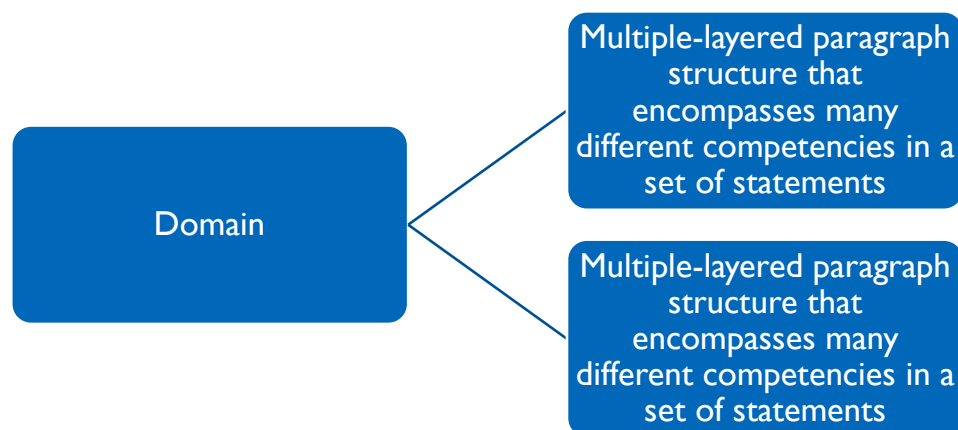 Multiple-layered paragraph
structure that
encompasses many
different competencies in a
set of statements
Domain
Multiple-layered paragraph
structure that
encompasses many
different competencies in a
set of statements